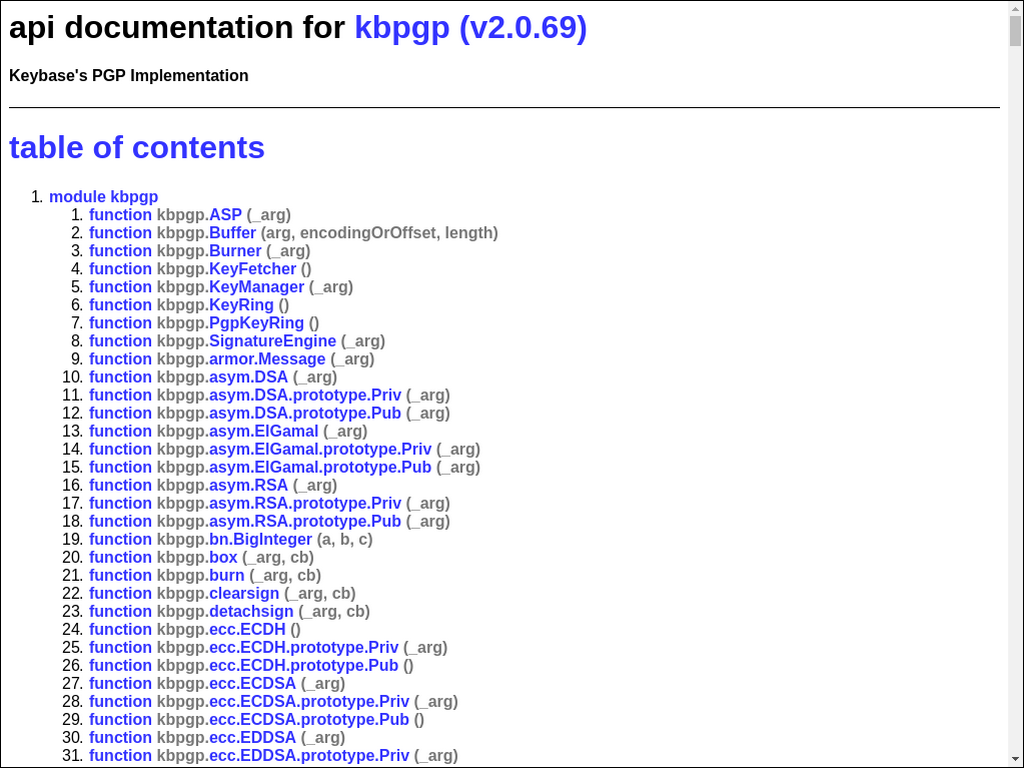 api documentation for kbpgp (v2.0.69)
Keybase's PGP Implementation
table of contents
1. module kbpgp
1. function kbpgp.ASP (_arg)
2. function kbpgp.Buffer (arg, encodingOrOffset, length)
3. function kbpgp.Burner (_arg)
4. function kbpgp.KeyFetcher ()
5. function kbpgp.KeyManager (_arg)
6. function kbpgp.KeyRing ()
7. function kbpgp.PgpKeyRing ()
8. function kbpgp.SignatureEngine (_arg)
9. function kbpgp.armor.Message (_arg)
10. function kbpgp.asym.DSA (_arg)
11. function kbpgp.asym.DSA.prototype.Priv (_arg)
12. function kbpgp.asym.DSA.prototype.Pub (_arg)
13. function kbpgp.asym.ElGamal (_arg)
14. function kbpgp.asym.ElGamal.prototype.Priv (_arg)
15. function kbpgp.asym.ElGamal.prototype.Pub (_arg)
16. function kbpgp.asym.RSA (_arg)
17. function kbpgp.asym.RSA.prototype.Priv (_arg)
18. function kbpgp.asym.RSA.prototype.Pub (_arg)
19. function kbpgp.bn.BigInteger (a, b, c)
20. function kbpgp.box (_arg, cb)
21. function kbpgp.burn (_arg, cb)
22. function kbpgp.clearsign (_arg, cb)
23. function kbpgp.detachsign (_arg, cb)
24. function kbpgp.ecc.ECDH ()
25. function kbpgp.ecc.ECDH.prototype.Priv (_arg)
26. function kbpgp.ecc.ECDH.prototype.Pub ()
27. function kbpgp.ecc.ECDSA (_arg)
28. function kbpgp.ecc.ECDSA.prototype.Priv (_arg)
29. function kbpgp.ecc.ECDSA.prototype.Pub ()
30. function kbpgp.ecc.EDDSA (_arg)
31. function kbpgp.ecc.EDDSA.prototype.Priv (_arg)